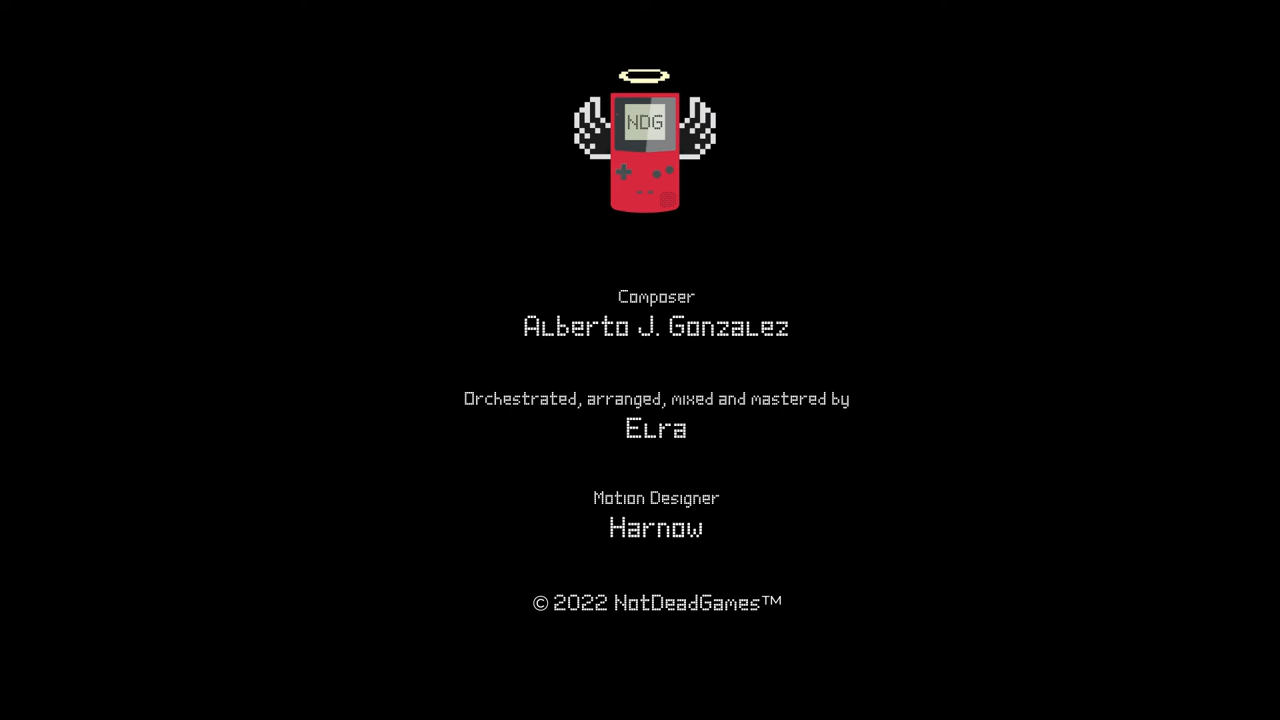 NDG
Composer
Alberto J. Gonzalez
Orchestrated, arranged, mixed and mastered by
Elra
Motion Designer
Harnow
© 2022 NotDeadGames™